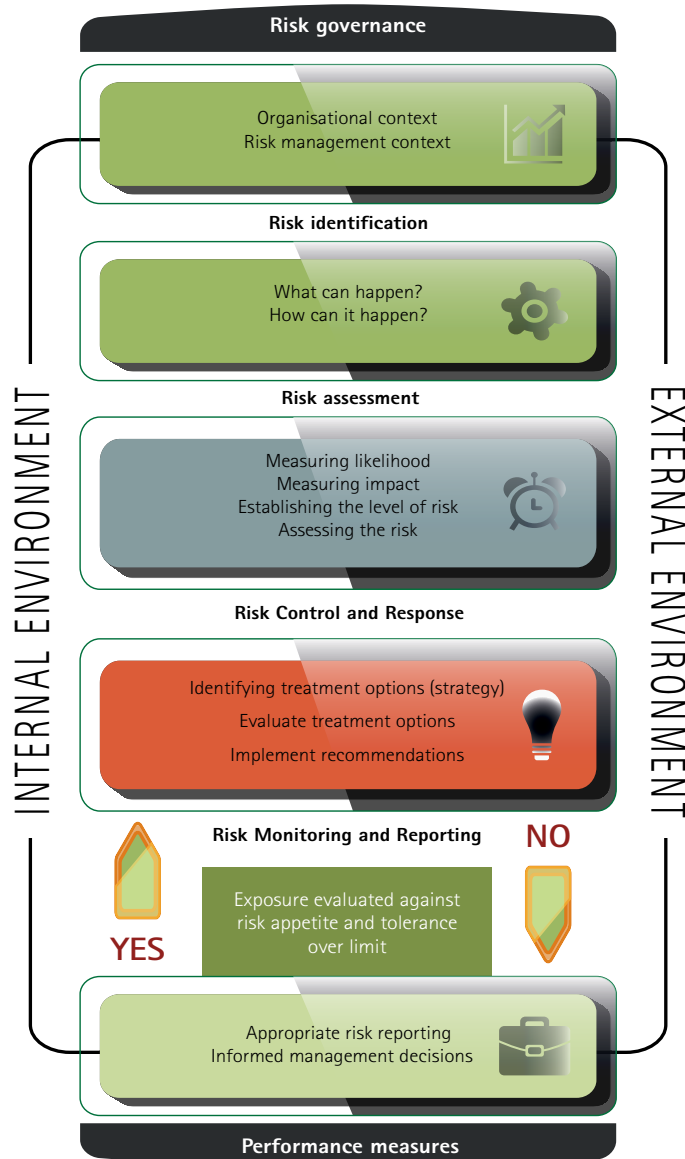 Risk governance
Organisational context
Risk management context
Risk identification
What can happen?
How can it happen?
Risk assessment
Measuring likelihood
Measuring impact
Establishing the level of risk
Assessing the risk
Risk Control and Response
Identifying treatment options (strategy)
Evaluate treatment options
Implement recommendations
INTERNAL ENVIRONMENT
EXTERNAL ENVIRONMENT
Risk Monitoring and Reporting
NO
Exposure evaluated against
risk appetite and tolerance
over limit
YES
Appropriate risk reporting
Informed management decisions
Performance measures